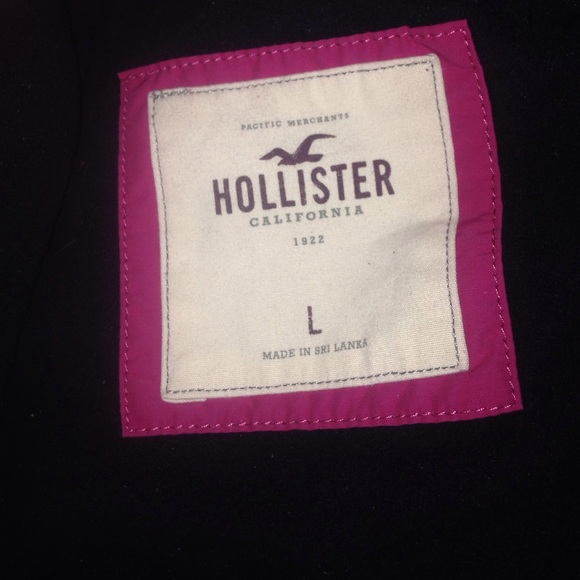 PACIFIC MERCHANTS
HOLLISTER
CALIFORNIA
1922
L
MADE IN SRI LANKA